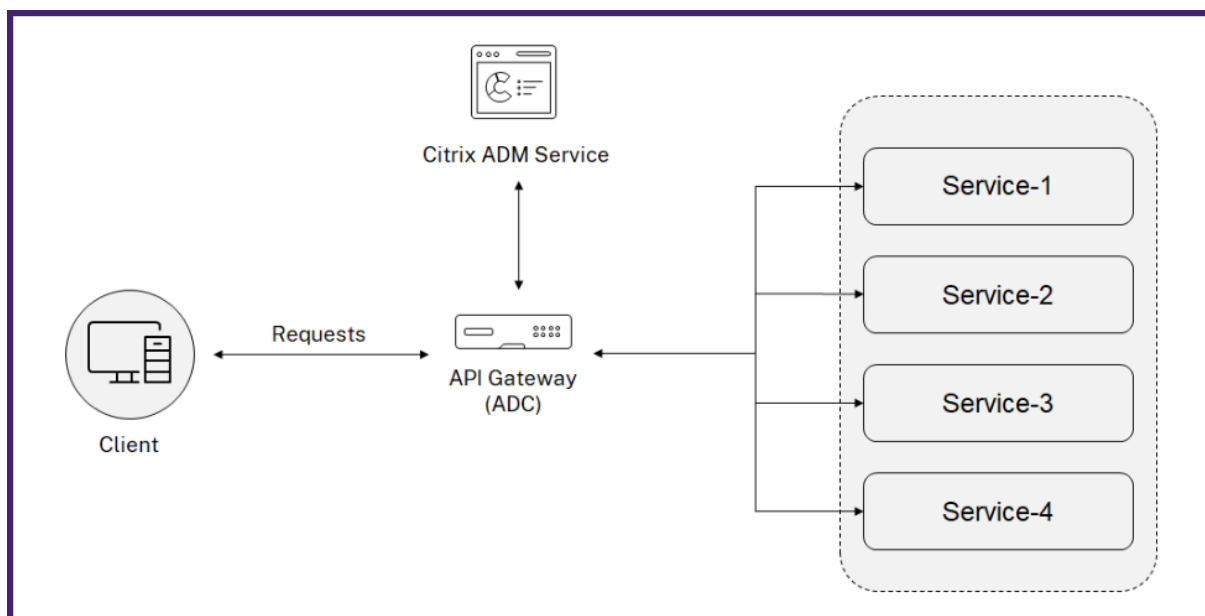 Citrix ADM Service
Service-1
Service-2
Requests
API Gateway
(ADC)
Service-3
Client
Service-4